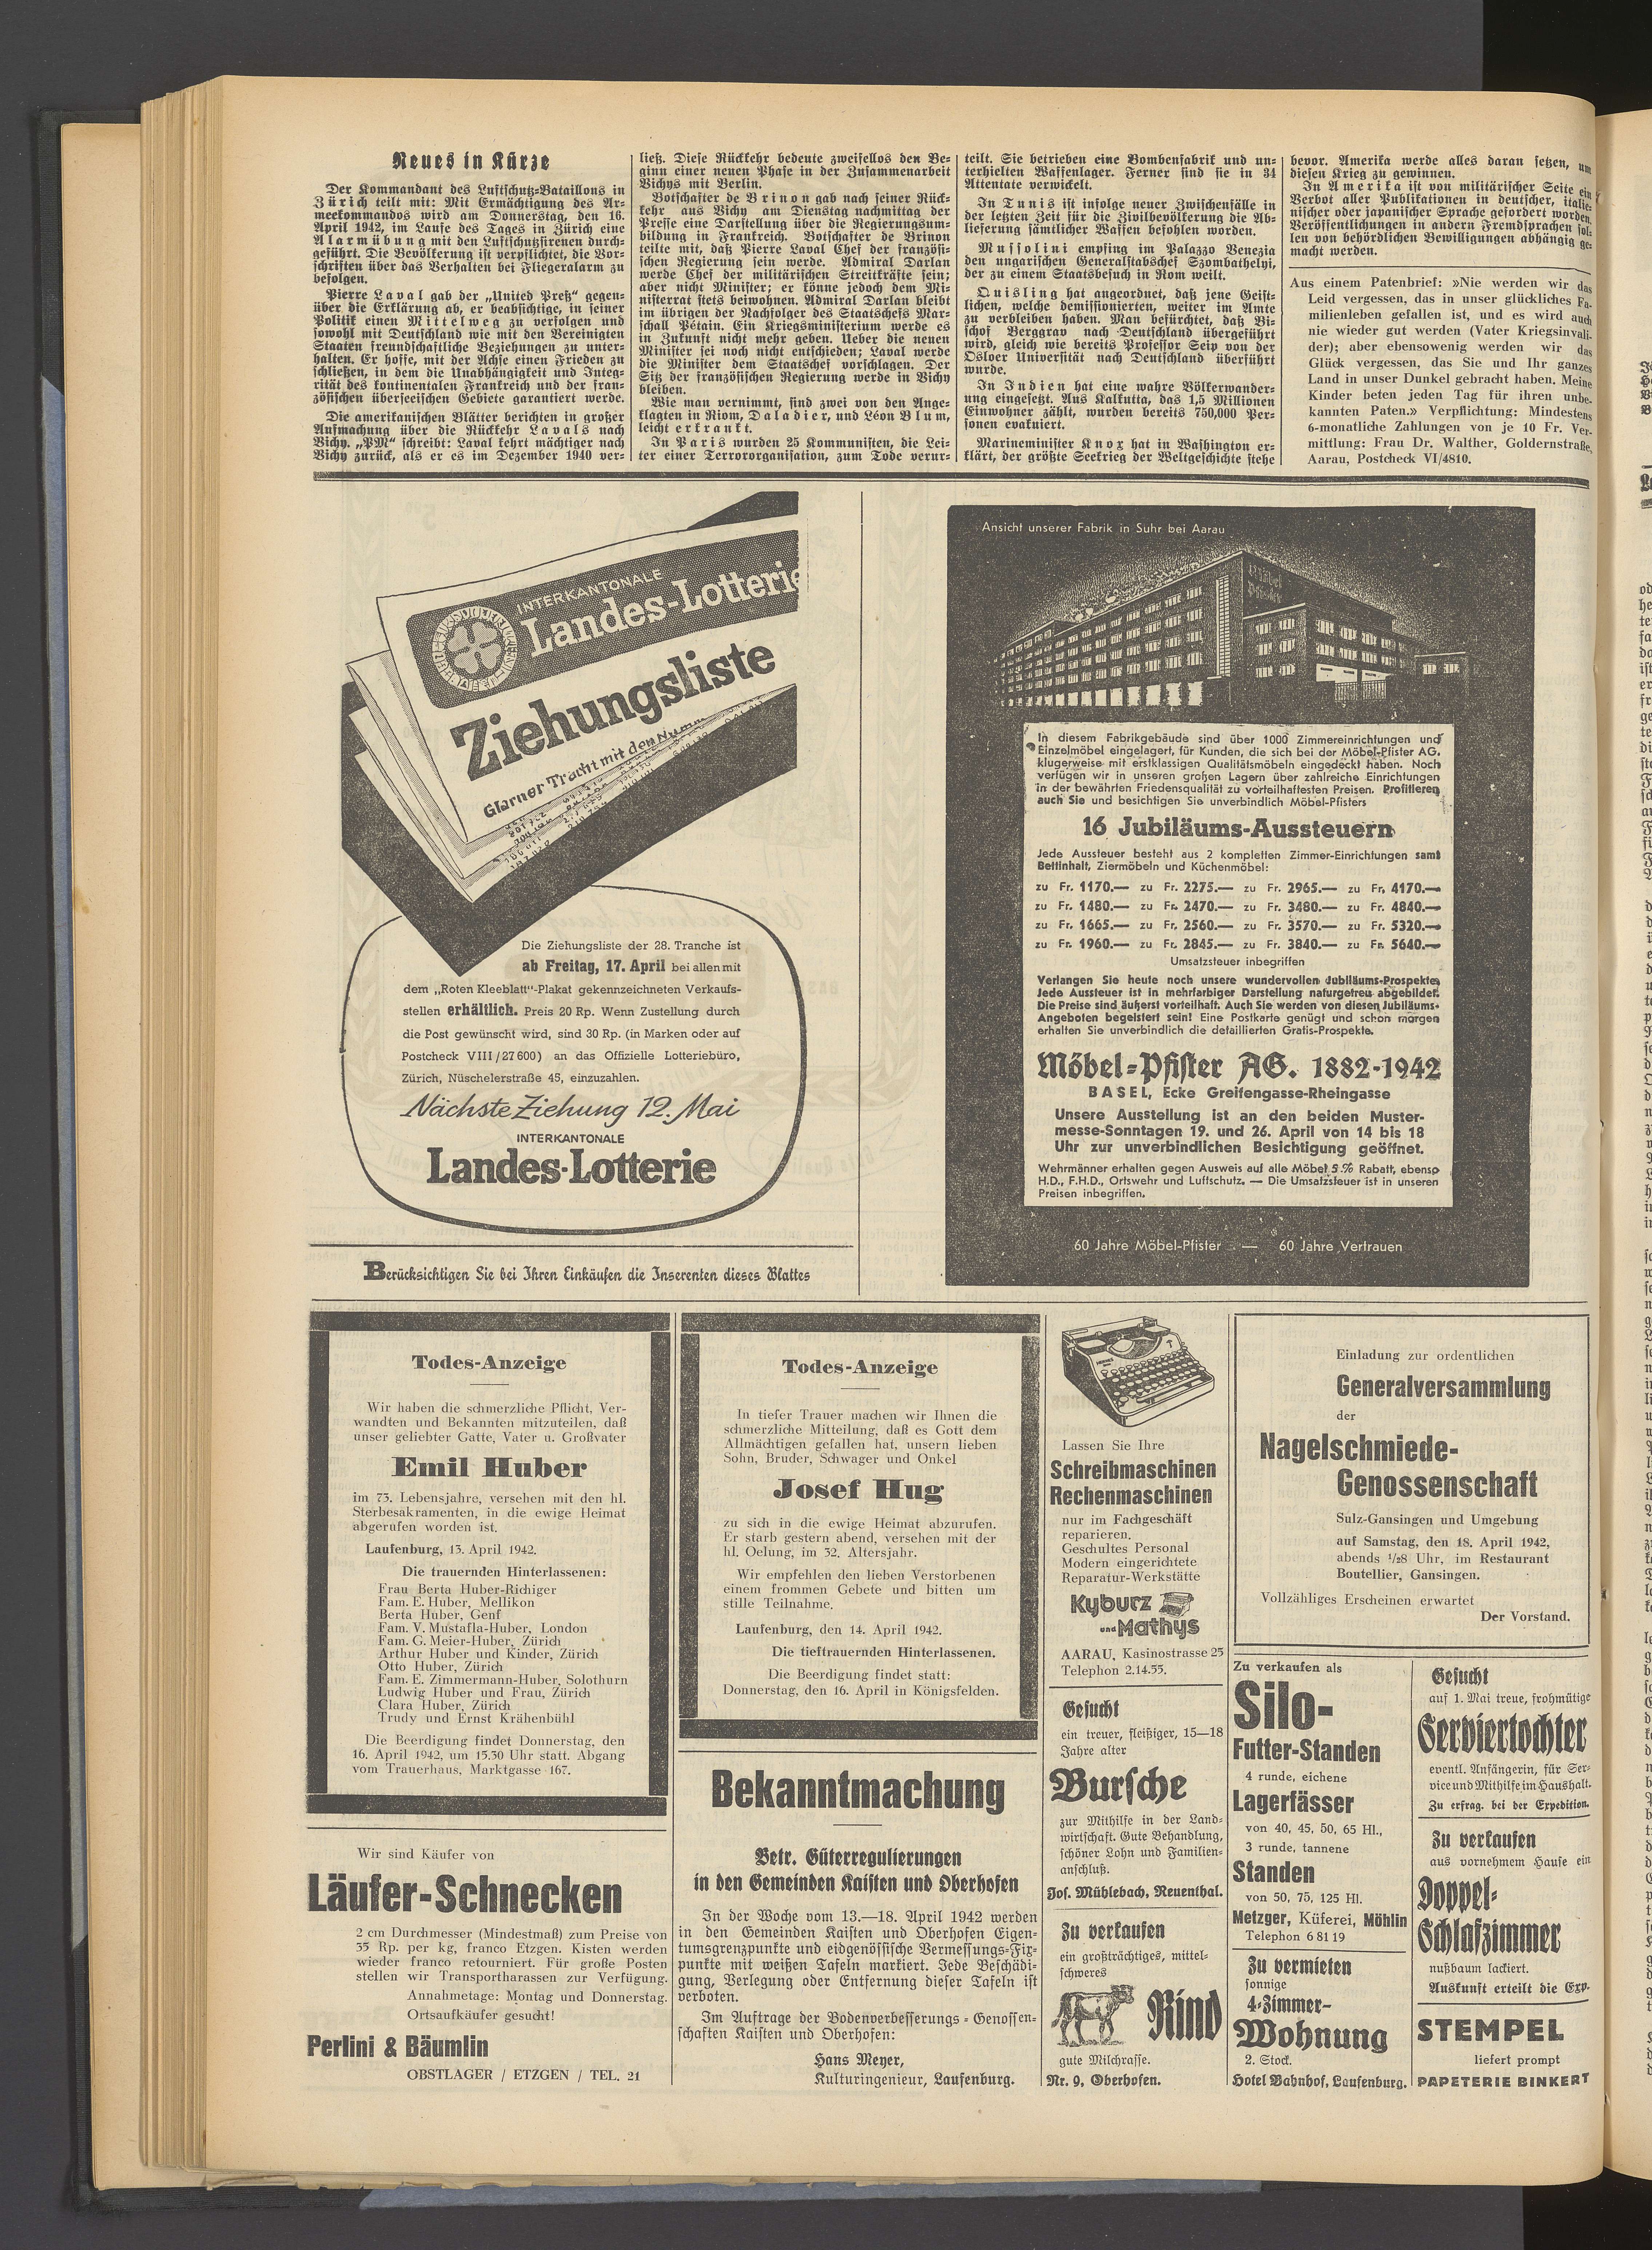 Neues in Kürze
Der Kommandant des Luftschutz-Bataillons in
Zürich teilt mit: Mit Ermächtigung des Ar-
meekommandos wird am Donnerstag, den 16.
April 1942, im Laufe des Tages in Zürich eine
Alarmübung mit den Luftschutzsirenen durch-
geführt. Die Bevölkerung ist verpflichtet, die Vor-
schriften über das Verhalten bei Fliegeralarm zu
befolgen.
Pierre Laval gab der „United Preß“ gegen-
über die Erklärung ab, er beabsichtige, in seiner
Politik einen Mittelweg zu verfolgen und
sowohl mit Deutschland wie mit den Vereinigten
Staaten freundschaftliche Beziehungen zu unter-
halten. Er hoffe, mit der Achse einen Frieden zu
schließen, in dem die Unabhängigkeit und Integ-
rität des kontinentalen Frankreich und der fran-
zösischen überseeischen Gebiete garantiert werde.
Die amerikanischen Blätter berichten in großer
Aufmachung über die Rückkehr Lavals nach
Vichy. „PM“ schreibt: Laval kehrt mächtiger nach
Vichy zurück, als er es im Dezember 1940 ver-
ließ. Diese Rückkehr bedeute zweifellos den Be-
ginn einer neuen Phase in der Zusammenarbeit
Vichys mit Berlin.
Botschafter de Brinon gab nach seiner Rück-
kehr aus Vichy am Dienstag nachmittag der
Presse eine Darstellung über die Regierungsum-
bildung in Frankreich. Botschafter de Brinon
teilte mit, daß Pierre Laval Chef der französi-
schen Regierung sein werde. Admiral Darlan
werde Chef der militärischen Streitkräfte sein;
aber nicht Minister; er könne jedoch dem Mi-
nisterrat stets beiwohnen. Admiral Darlan bleibt
im übrigen der Nachfolger des Staatschefs Mar-
schall Pétain. Ein Kriegsministerium werde es
in Zukunft nicht mehr geben. Ueber die neuen
Minister sei noch nicht entschieden; Laval werde
die Minister dem Staatschef vorschlagen. Der
Sitz der französischen Regierung werde in Vichy
bleiben.
Wie man vernimmt, sind zwei von den Ange-
klagten in Riom, Daladier, und Léon Blum,
leicht erkrankt.
In Paris wurden 25 Kommunisten, die Lei-
ter einer Terrororganisation, zum Tode verur-
teilt. Sie betrieben eine Bombenfabrik und un-
terhielten Waffenlager. Ferner sind sie in 34
Attentate verwickelt.
In Tunis ist infolge neuer Zwischenfälle in
der letzten Zeit für die Zivilbevölkerung die Ab-
lieferung sämtlicher Waffen befohlen worden.
Mussolini empfing im Palazzo Venezia
den ungarischen Generalstabschef Szombathelyi,
der zu einem Staatsbesuch in Rom weilt.
Quisling hat angeordnet, daß jene Geist-
lichen, welche demissionierten, weiter im Amte
zu verbleiben haben. Man befürchtet, daß Bi-
schof Berggrav nach Deutschland übergeführt
wird, gleich wie bereits Professor Seip von der
Osloer Universität nach Deutschland überführt
wurde.
In Indien hat eine wahre Völkerwander-
ung eingesetzt. Aus Kalkutta, das 1,5 Millionen
Einwohner zählt, wurden bereits 750,000 Per-
sonen evakuiert.
Marineminister Knox hat in Washington er-
klärt, der größte Seekrieg der Weltgeschichte stehe
bevor. Amerika werde alles daran setzen, um
diesen Krieg zu gewinnen.
In Amerika ist von militärischer Seite ein
Verbot aller Publikationen in deutscher, italie-
nischer oder japanischer Sprache gefordert worden.
Veröffentlichungen in andern Fremdsprachen sol-
len von behördlichen Bewilligungen abhängig ge-
macht werden.
Aus einem Patenbrief: »Nie werden wir das
Leid vergessen, das in unser glückliches Fa-
milienleben gefallen ist, und es wird auch
nie wieder gut werden (Vater Kriegsinvali-
der); aber ebensowenig werden wir das
Glück vergessen, das Sie und Ihr ganzes
Land in unser Dunkel gebracht haben. Meine
Kinder beten jeden Tag für ihren unbe-
kannten Paten.» Verpflichtung: Mindestens
6-monatliche Zahlungen von je 10 Fr. Ver-
mittlung: Frau Dr. Walther, Goldernstraße,
Aarau, Postcheck VI/4810.
INTERKANTONALE
Landes-Lotterie
Ziehungsliste
Glarner Tracht mit den Numm
Die Ziehungsliste der 28. Tranche ist
ab Freitag, 17. April bei allen mit
dem „Roten Kleeblatt“-Plakat gekennzeichneten Verkaufs-
stellen erhältlich. Preis 20 Rp. Wenn Zustellung durch
die Post gewünscht wird, sind 30 Rp. (in Marken oder auf
Postcheck VIII/27600) an das Offizielle Lotteriebüro,
Zürich, Nüschelerstraße 45, einzuzahlen.
Nächste Ziehung 12. Mai
INTERKANTONALE
Landes-Lotterie
Berücksichtigen Sie bei Ihren Einkäufen die Inserenten dieses Blattes
Ansicht unserer Fabrik in Suhr bei Aarau
Möbel
Pfister
In diesem Fabrikgebäude sind über 1000 Zimmereinrichtungen und
Einzelmöbel eingelagert, für Kunden, die sich bei der Möbel-Pfister AG.
klugerweise mit erstklassigen Qualitätsmöbeln eingedeckt haben. Noch
verfügen wir in unseren großen Lagern über zahlreiche Einrichtungen
in der bewährten Friedensqualität zu vorteilhaftesten Preisen. Profitieren
auch Sie und besichtigen Sie unverbindlich Möbel-Pfisters
16 Jubiläums-Aussteuern
Jede Aussteuer besteht aus 2 kompletten Zimmer-Einrichtungen samt
Bettinhalt, Ziermöbeln und Küchenmöbel:
zu Fr. 1170.— zu Fr. 2275.— zu Fr. 2965.— zu Fr. 4170.—
zu Fr. 1480.— zu Fr. 2470.— zu Fr. 3480.— zu Fr. 4840.—
zu Fr. 1665.— zu Fr. 2560.— zu Fr. 3570.— zu Fr. 5320.—
zu Fr. 1960.— zu Fr. 2845.— zu Fr. 3840.— zu Fr. 5640.—
Umsatzsteuer inbegriffen
Verlangen Sie heute noch unsere wundervollen Jubiläums-Prospekte.
Jede Aussteuer ist in mehrfarbiger Darstellung naturgetreu abgebildet.
Die Preise sind äußerst vorteilhaft. Auch Sie werden von diesen Jubiläums-
Angeboten begeistert sein! Eine Postkarte genügt und schon morgen
erhalten Sie unverbindlich die detaillierten Gratis-Prospekte.
Möbel-Pfister AG. 1882-1942
BASEL, Ecke Greifengasse-Rheingasse
Unsere Ausstellung ist an den beiden Muster-
messe-Sonntagen 19. und 26. April von 14 bis 18
Uhr zur unverbindlichen Besichtigung geöffnet.
Wehrmänner erhalten gegen Ausweis auf alle Möbel 5% Rabatt, ebenso
H.D., F.H.D., Ortswehr und Luftschutz. — Die Umsatzsteuer ist in unseren
Preisen inbegriffen.
60 Jahre Möbel-Pfister — 60 Jahre Vertrauen
Todes-Anzeige
Wir haben die schmerzliche Pflicht, Ver-
wandten und Bekannten mitzuteilen, daß
unser geliebter Gatte, Vater u. Großvater
Emil Huber
im 73. Lebensjahre, versehen mit den hl.
Sterbesakramenten, in die ewige Heimat
abgerufen worden ist.
Laufenburg, 13. April 1942.
Die trauernden Hinterlassenen:
Frau Berta Huber-Richiger
Fam. E. Huber, Mellikon
Berta Huber, Genf
Fam. V. Mustafla-Huber, London
Fam. G. Meier-Huber, Zürich
Arthur Huber und Kinder, Zürich
Otto Huber, Zürich
Fam. E. Zimmermann-Huber, Solothurn
Ludwig Huber und Frau, Zürich
Clara Huber, Zürich
Trudy und Ernst Krähenbühl
Die Beerdigung findet Donnerstag, den
16. April 1942, um 15.30 Uhr statt. Abgang
vom Trauerhaus, Marktgasse 167.
Wir sind Käufer von
Läufer-Schnecken
2 cm Durchmesser (Mindestmaß) zum Preise von
35 Rp. per kg, franco Etzgen. Kisten werden
wieder franco retourniert. Für große Posten
stellen wir Transportharassen zur Verfügung.
Annahmetage: Montag und Donnerstag.
Ortsaufkäufer gesucht!
Perlini & Bäumlin
OBSTLAGER / ETZGEN / TEL. 21
Todes-Anzeige
In tiefer Trauer machen wir Ihnen die
schmerzliche Mitteilung, daß es Gott dem
Allmächtigen gefallen hat, unsern lieben
Sohn, Bruder, Schwager und Onkel
Josef Hug
zu sich in die ewige Heimat abzurufen.
Er starb gestern abend, versehen mit der
hl. Oelung, im 32. Altersjahr.
Wir empfehlen den lieben Verstorbenen
einem frommen Gebete und bitten um
stille Teilnahme.
Laufenburg, den 14. April 1942.
Die tieftrauernden Hinterlassenen.
Die Beerdigung findet statt:
Donnerstag, den 16. April in Königsfelden.
Bekanntmachung
Betr. Güterregulierungen
in den Gemeinden Kaisten und Oberhofen
In der Woche vom 13.—18. April 1942 werden
in den Gemeinden Kaisten und Oberhofen Eigen-
tumsgrenzpunkte und eidgenössische Vermessungs-Fix-
punkte mit weißen Tafeln markiert. Jede Beschädi-
gung, Verlegung oder Entfernung dieser Tafeln ist
verboten.
Im Auftrage der Bodenverbesserungs-Genossen-
schaften Kaisten und Oberhofen:
Hans Meyer,
Kulturingenieur, Laufenburg.
Lassen Sie Ihre
Schreibmaschinen
Rechenmaschinen
nur im Fachgeschäft
reparieren.
Geschultes Personal
Modern eingerichtete
Reparatur-Werkstätte
Kyburz
und Mathys
AARAU, Kasinostrasse 25
Telephon 2.14.55.
Gesucht
ein treuer, fleißiger, 15—18
Jahre alter
Bursche
zur Mithilfe in der Land-
wirtschaft. Gute Behandlung,
schöner Lohn und Familien-
anschluß.
Jos. Mühlebach, Reuenthal.
Zu verkaufen
ein großträchtiges, mittel-
schweres
Rind
gute Milchrasse.
Nr. 9, Oberhofen.
Einladung zur ordentlichen
Generalversammlung
der
Nagelschmiede-
Genossenschaft
Sulz-Gansingen und Umgebung
auf Samstag, den 18. April 1942,
abends ½8 Uhr, im Restaurant
Boutellier, Gansingen.
Vollzähliges Erscheinen erwartet
Der Vorstand.
Zu verkaufen als
Silo-
Futter-Standen
4 runde, eichene
Lagerfässer
von 40, 45, 50, 65 Hl.,
3 runde, tannene
Standen
von 50, 75, 125 Hl.
Metzger, Küferei, Möhlin
Telephon 6 81 19
Zu vermieten
sonnige
4-Zimmer-
Wohnung
2. Stock.
Hotel Bahnhof, Laufenburg.
Gesucht
auf 1. Mai treue, frohmütige
Serviertochter
eventl. Anfängerin, für Ser-
vice und Mithilfe im Haushalt.
Zu erfrag. bei der Expedition.
Zu verkaufen
aus vornehmem Hause ein
Doppel-
Schlafzimmer
nußbaum lackiert.
Auskunft erteilt die Exp.
STEMPEL
liefert prompt
PAPETERIE BINKERT